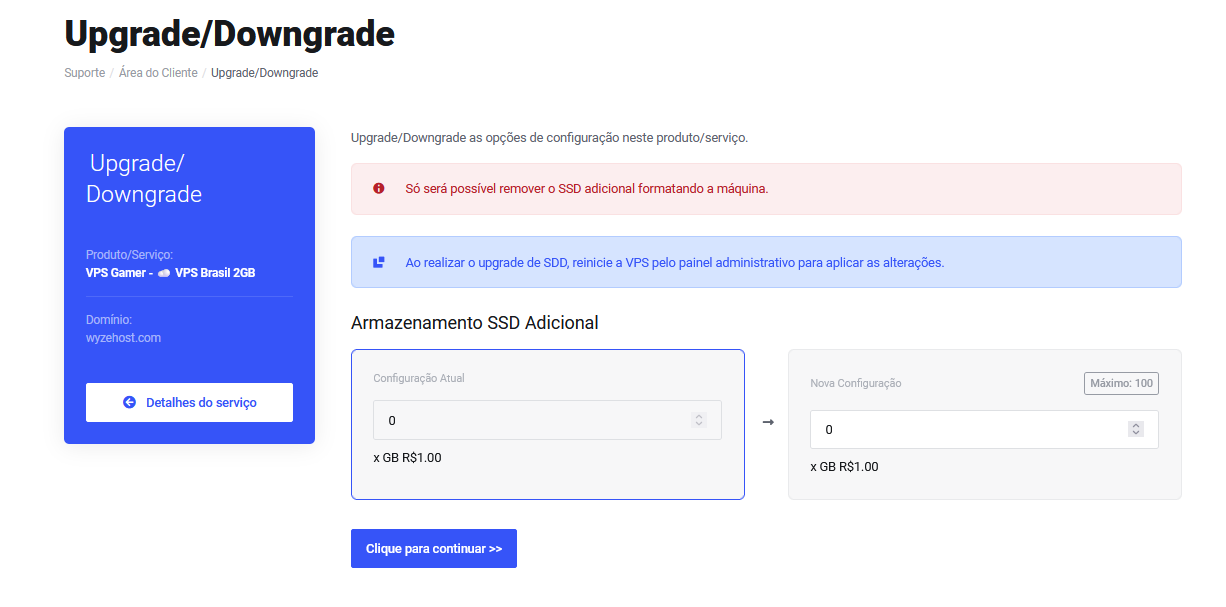 Upgrade/Downgrade
Suporte / Área do Cliente / Upgrade/Downgrade
Upgrade/
Downgrade
Produto/Serviço:
VPS Gamer - ☁️ VPS Brasil 2GB
Domínio:
wyzehost.com
Detalhes do serviço
Upgrade/Downgrade as opções de configuração neste produto/serviço.
Só será possível remover o SSD adicional formatando a máquina.
Ao realizar o upgrade de SDD, reinicie a VPS pelo painel administrativo para aplicar as alterações.
Armazenamento SSD Adicional
Configuração Atual
0
x GB R$1.00
→
Nova Configuração
Máximo: 100
0
x GB R$1.00
Clique para continuar >>